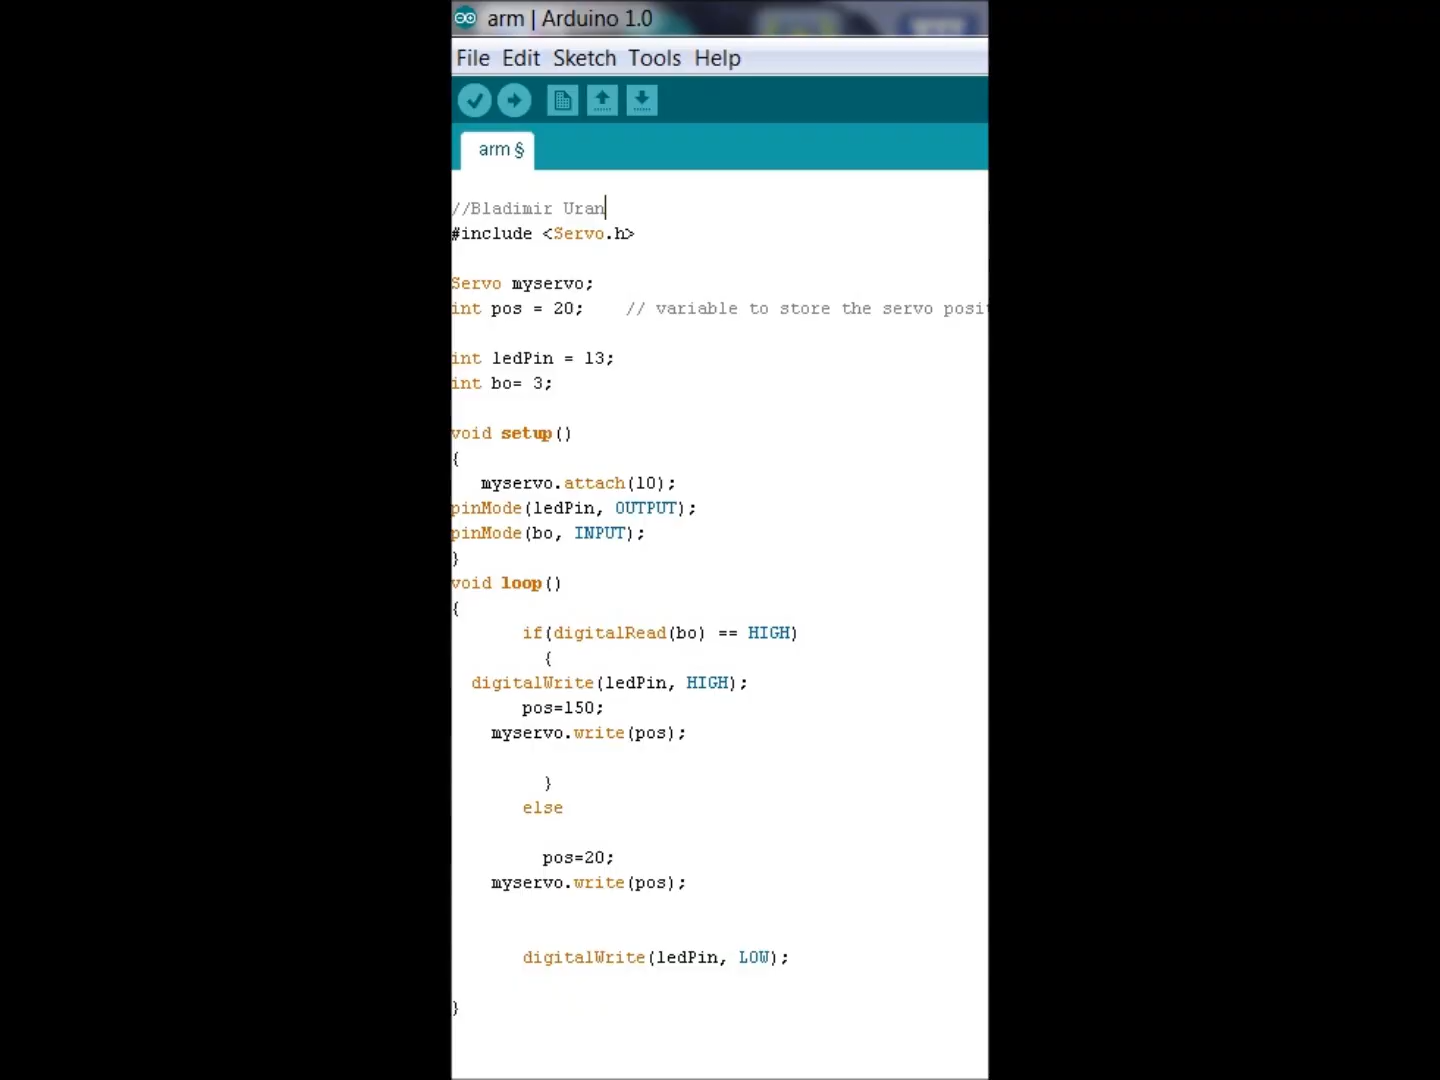 arm | Arduino 1.0
File Edit Sketch Tools Help
arm §
//Bladimir Uran
#include <Servo.h>
Servo myservo;
int pos = 20;    // variable to store the servo posit
int ledPin = 13;
int bo= 3;
void setup()
{
myservo.attach(10);
pinMode(ledPin, OUTPUT);
pinMode(bo, INPUT);
}
void loop()
{
if(digitalRead(bo) == HIGH)
{
digitalWrite(ledPin, HIGH);
pos=150;
myservo.write(pos);
}
else
pos=20;
myservo.write(pos);
digitalWrite(ledPin, LOW);
}